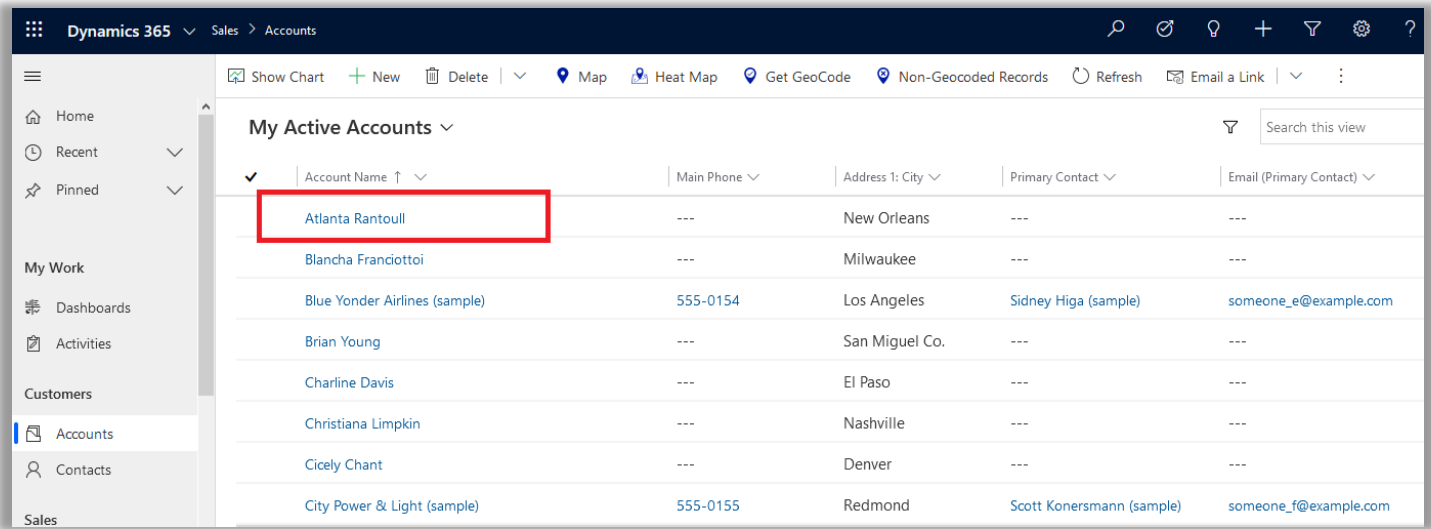 Dynamics 365 Sales > Accounts
Show Chart New Delete Map Heat Map Get GeoCode Non-Geocoded Records Refresh Email a Link
Home
Recent
Pinned
My Work
Dashboards
Activities
Customers
Accounts
Contacts
Sales
My Active Accounts
Search this view
Account Name ↑ Main Phone Address 1: City Primary Contact Email (Primary Contact)
Atlanta Rantoull --- New Orleans --- ---
Blancha Franciottoi --- Milwaukee --- ---
Blue Yonder Airlines (sample) 555-0154 Los Angeles Sidney Higa (sample) someone_e@example.com
Brian Young --- San Miguel Co. --- ---
Charline Davis --- El Paso --- ---
Christiana Limpkin --- Nashville --- ---
Cicely Chant --- Denver --- ---
City Power & Light (sample) 555-0155 Redmond Scott Konersmann (sample) someone_f@example.com